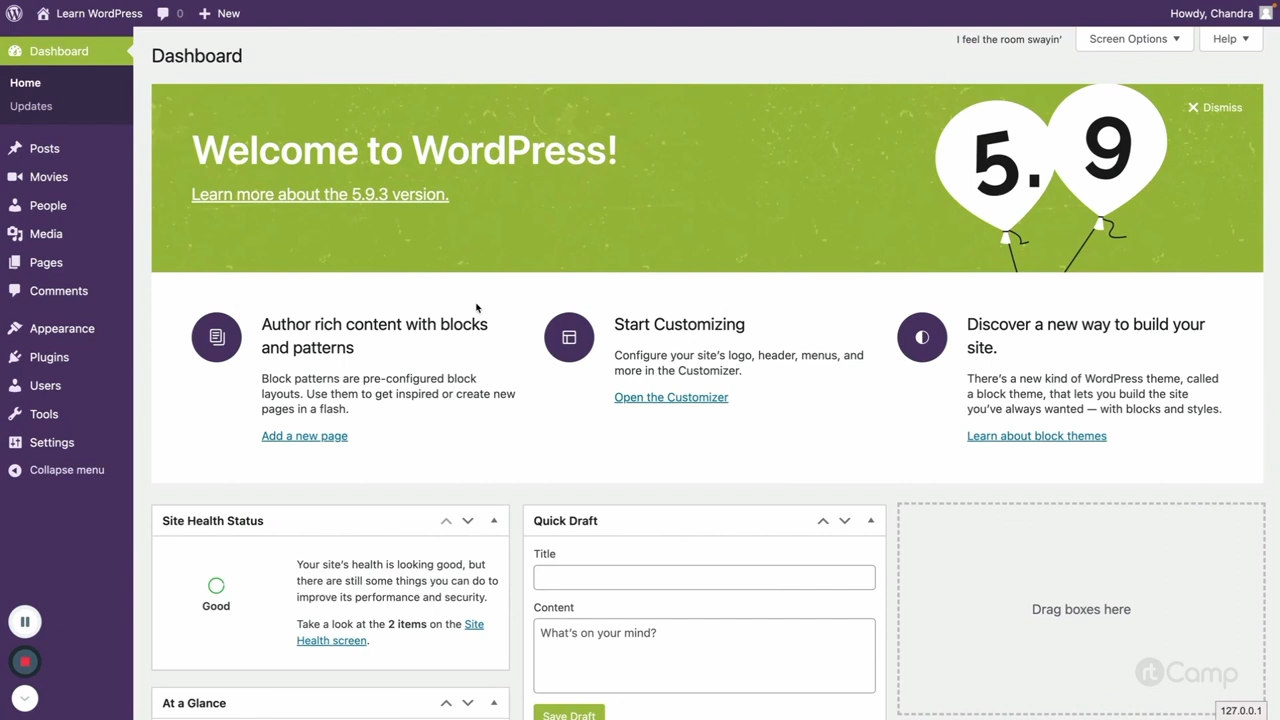 Learn WordPress
0
New
Howdy, Chandra
Dashboard
Home
Updates
Posts
Movies
People
Media
Pages
Comments
Appearance
Plugins
Users
Tools
Settings
Collapse menu
I feel the room swayin'
Screen Options
Help
Dashboard
Welcome to WordPress!
Learn more about the 5.9.3 version.
5.9
Dismiss
Author rich content with blocks
and patterns
Block patterns are pre-configured block
layouts. Use them to get inspired or create new
pages in a flash.
Add a new page
Start Customizing
Configure your site's logo, header, menus, and
more in the Customizer.
Open the Customizer
Discover a new way to build your
site.
There's a new kind of WordPress theme, called
a block theme, that lets you build the site
you've always wanted — with blocks and styles.
Learn about block themes
Site Health Status
Good
Your site's health is looking good, but
there are still some things you can do to
improve its performance and security.
Take a look at the 2 items on the Site
Health screen.
At a Glance
Quick Draft
Title
Content
What's on your mind?
Save Draft
Drag boxes here
rtCamp
127.0.0.1